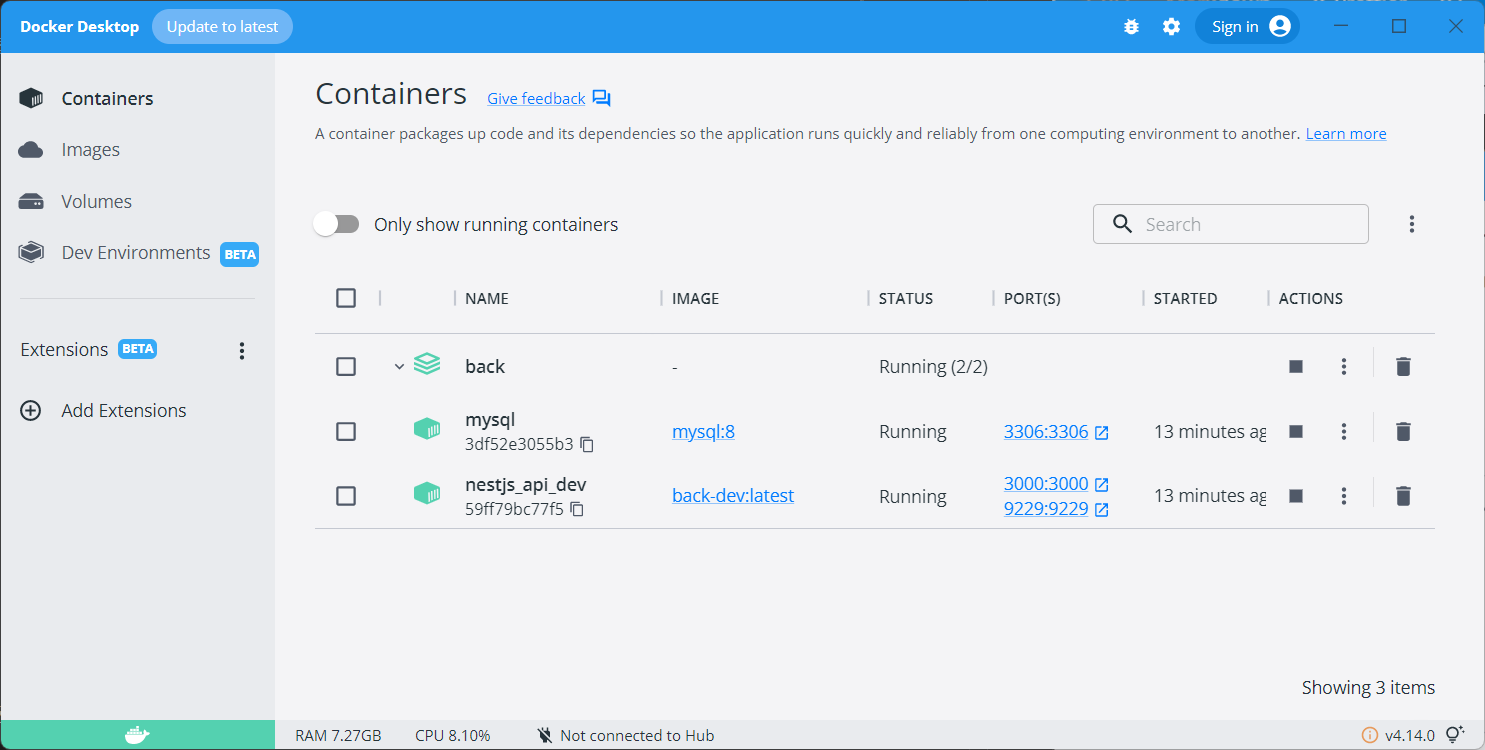 Docker Desktop Update to latest Sign in
Containers
Images
Volumes
Dev Environments BETA
Extensions BETA
Add Extensions
Containers Give feedback
A container packages up code and its dependencies so the application runs quickly and reliably from one computing environment to another. Learn more
Only show running containers Search
NAME IMAGE STATUS PORT(S) STARTED ACTIONS
back - Running (2/2)
mysql
3df52e3055b3 mysql:8 Running 3306:3306 13 minutes ag
nestjs_api_dev
59ff79bc77f5 back-dev:latest Running 3000:3000 13 minutes ag
9229:9229
Showing 3 items
RAM 7.27GB CPU 8.10% Not connected to Hub v4.14.0